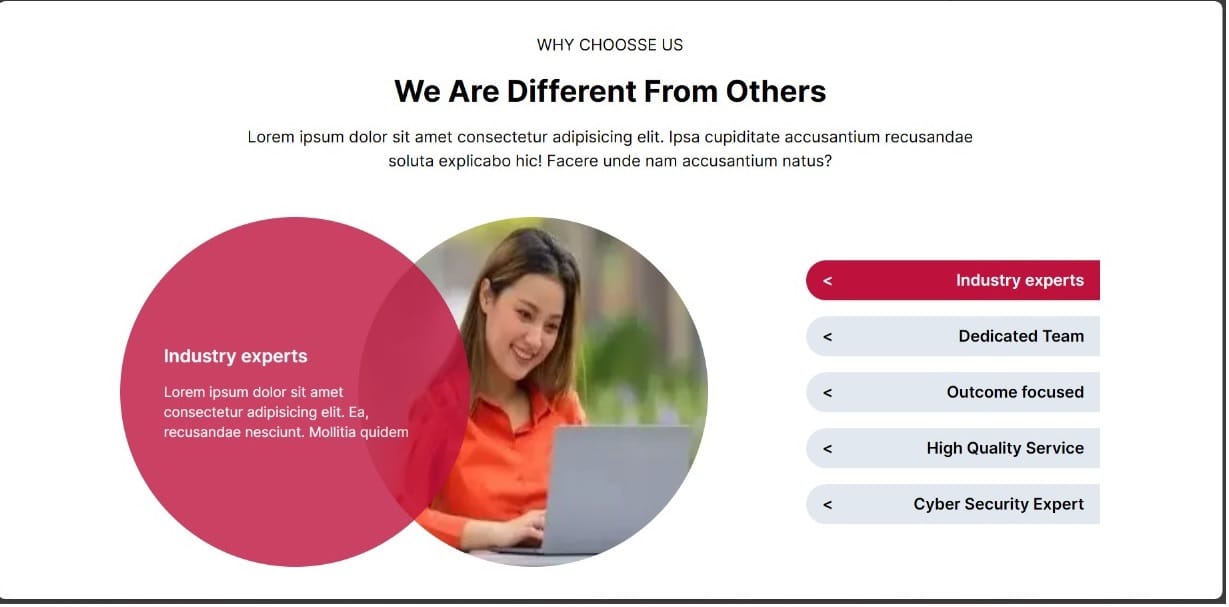 WHY CHOOSSE US
We Are Different From Others
Lorem ipsum dolor sit amet consectetur adipisicing elit. Ipsa cupiditate accusantium recusandae
soluta explicabo hic! Facere unde nam accusantium natus?
Industry experts
Lorem ipsum dolor sit amet
consectetur adipisicing elit. Ea,
recusandae nesciunt. Mollitia quidem
< Industry experts
< Dedicated Team
< Outcome focused
< High Quality Service
< Cyber Security Expert